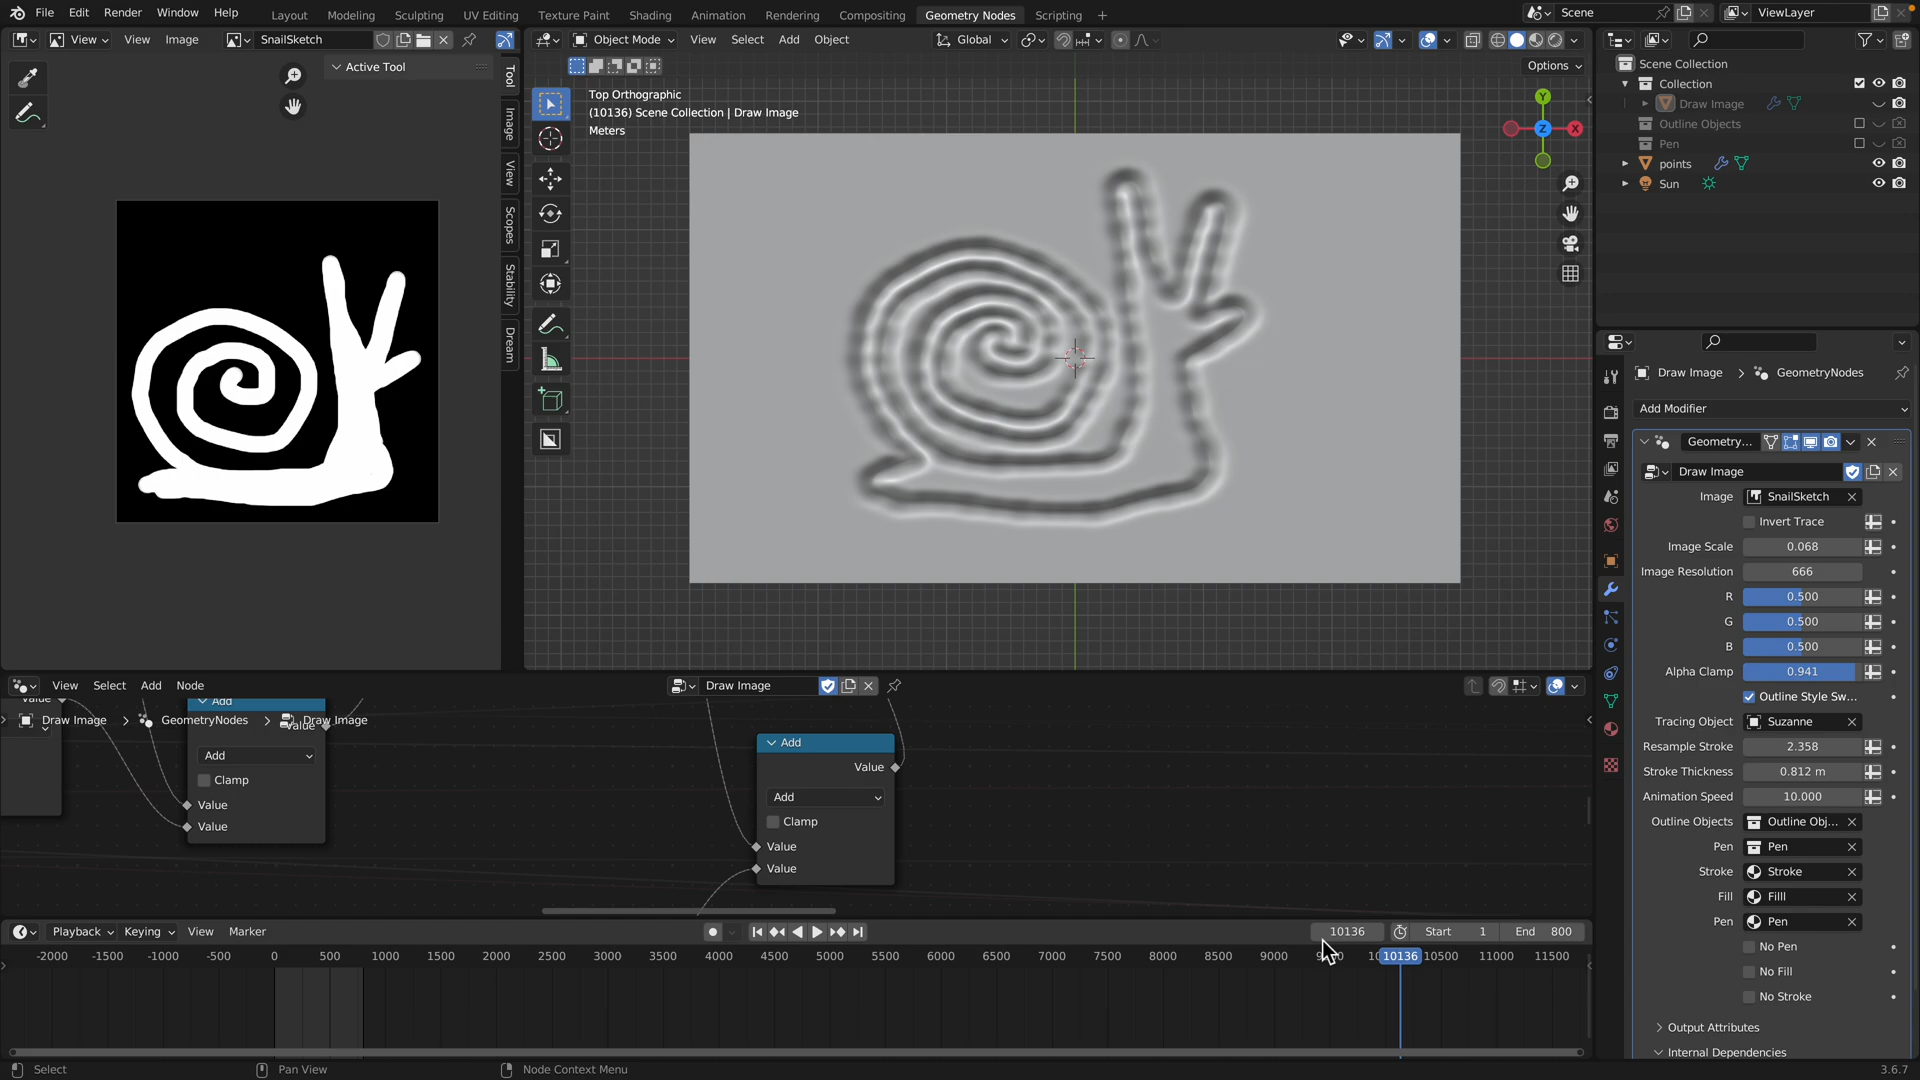 File Edit Render Window Help Layout Modeling Sculpting UV Editing Texture Paint Shading Animation Rendering Compositing Geometry Nodes Scripting + Scene ViewLayer
View View Image SnailSketch
Object Mode View Select Add Object Global
Active Tool
Tool
Image
View
Scopes
Stability
Dream
Options
Top Orthographic
(10136) Scene Collection | Draw Image
Meters
Y
Z
X
Scene Collection
Collection
Draw Image
Outline Objects
Pen
points
Sun
Draw Image > GeometryNodes
Add Modifier
Geometry...
Draw Image
Image SnailSketch
Invert Trace
Image Scale 0.068
Image Resolution 666
R 0.500
G 0.500
B 0.500
Alpha Clamp 0.941
Outline Style Sw...
Tracing Object Suzanne
Resample Stroke 2.358
Stroke Thickness 0.812 m
Animation Speed 10.000
Outline Objects Outline Obj...
Pen Pen
Stroke Stroke
Fill Filll
Pen Pen
No Pen
No Fill
No Stroke
Output Attributes
Internal Dependencies
View Select Add Node Draw Image
Draw Image > GeometryNodes > Draw Image
Value
Add
Value
Add
Clamp
Value
Value
Add
Value
Add
Clamp
Value
Value
Playback Keying View Marker 10136 Start 1 End 800
-2000 -1500 -1000 -500 0 500 1000 1500 2000 2500 3000 3500 4000 4500 5000 5500 6000 6500 7000 7500 8000 8500 9000 10136 10500 11000 11500
Select Pan View Node Context Menu 3.6.7